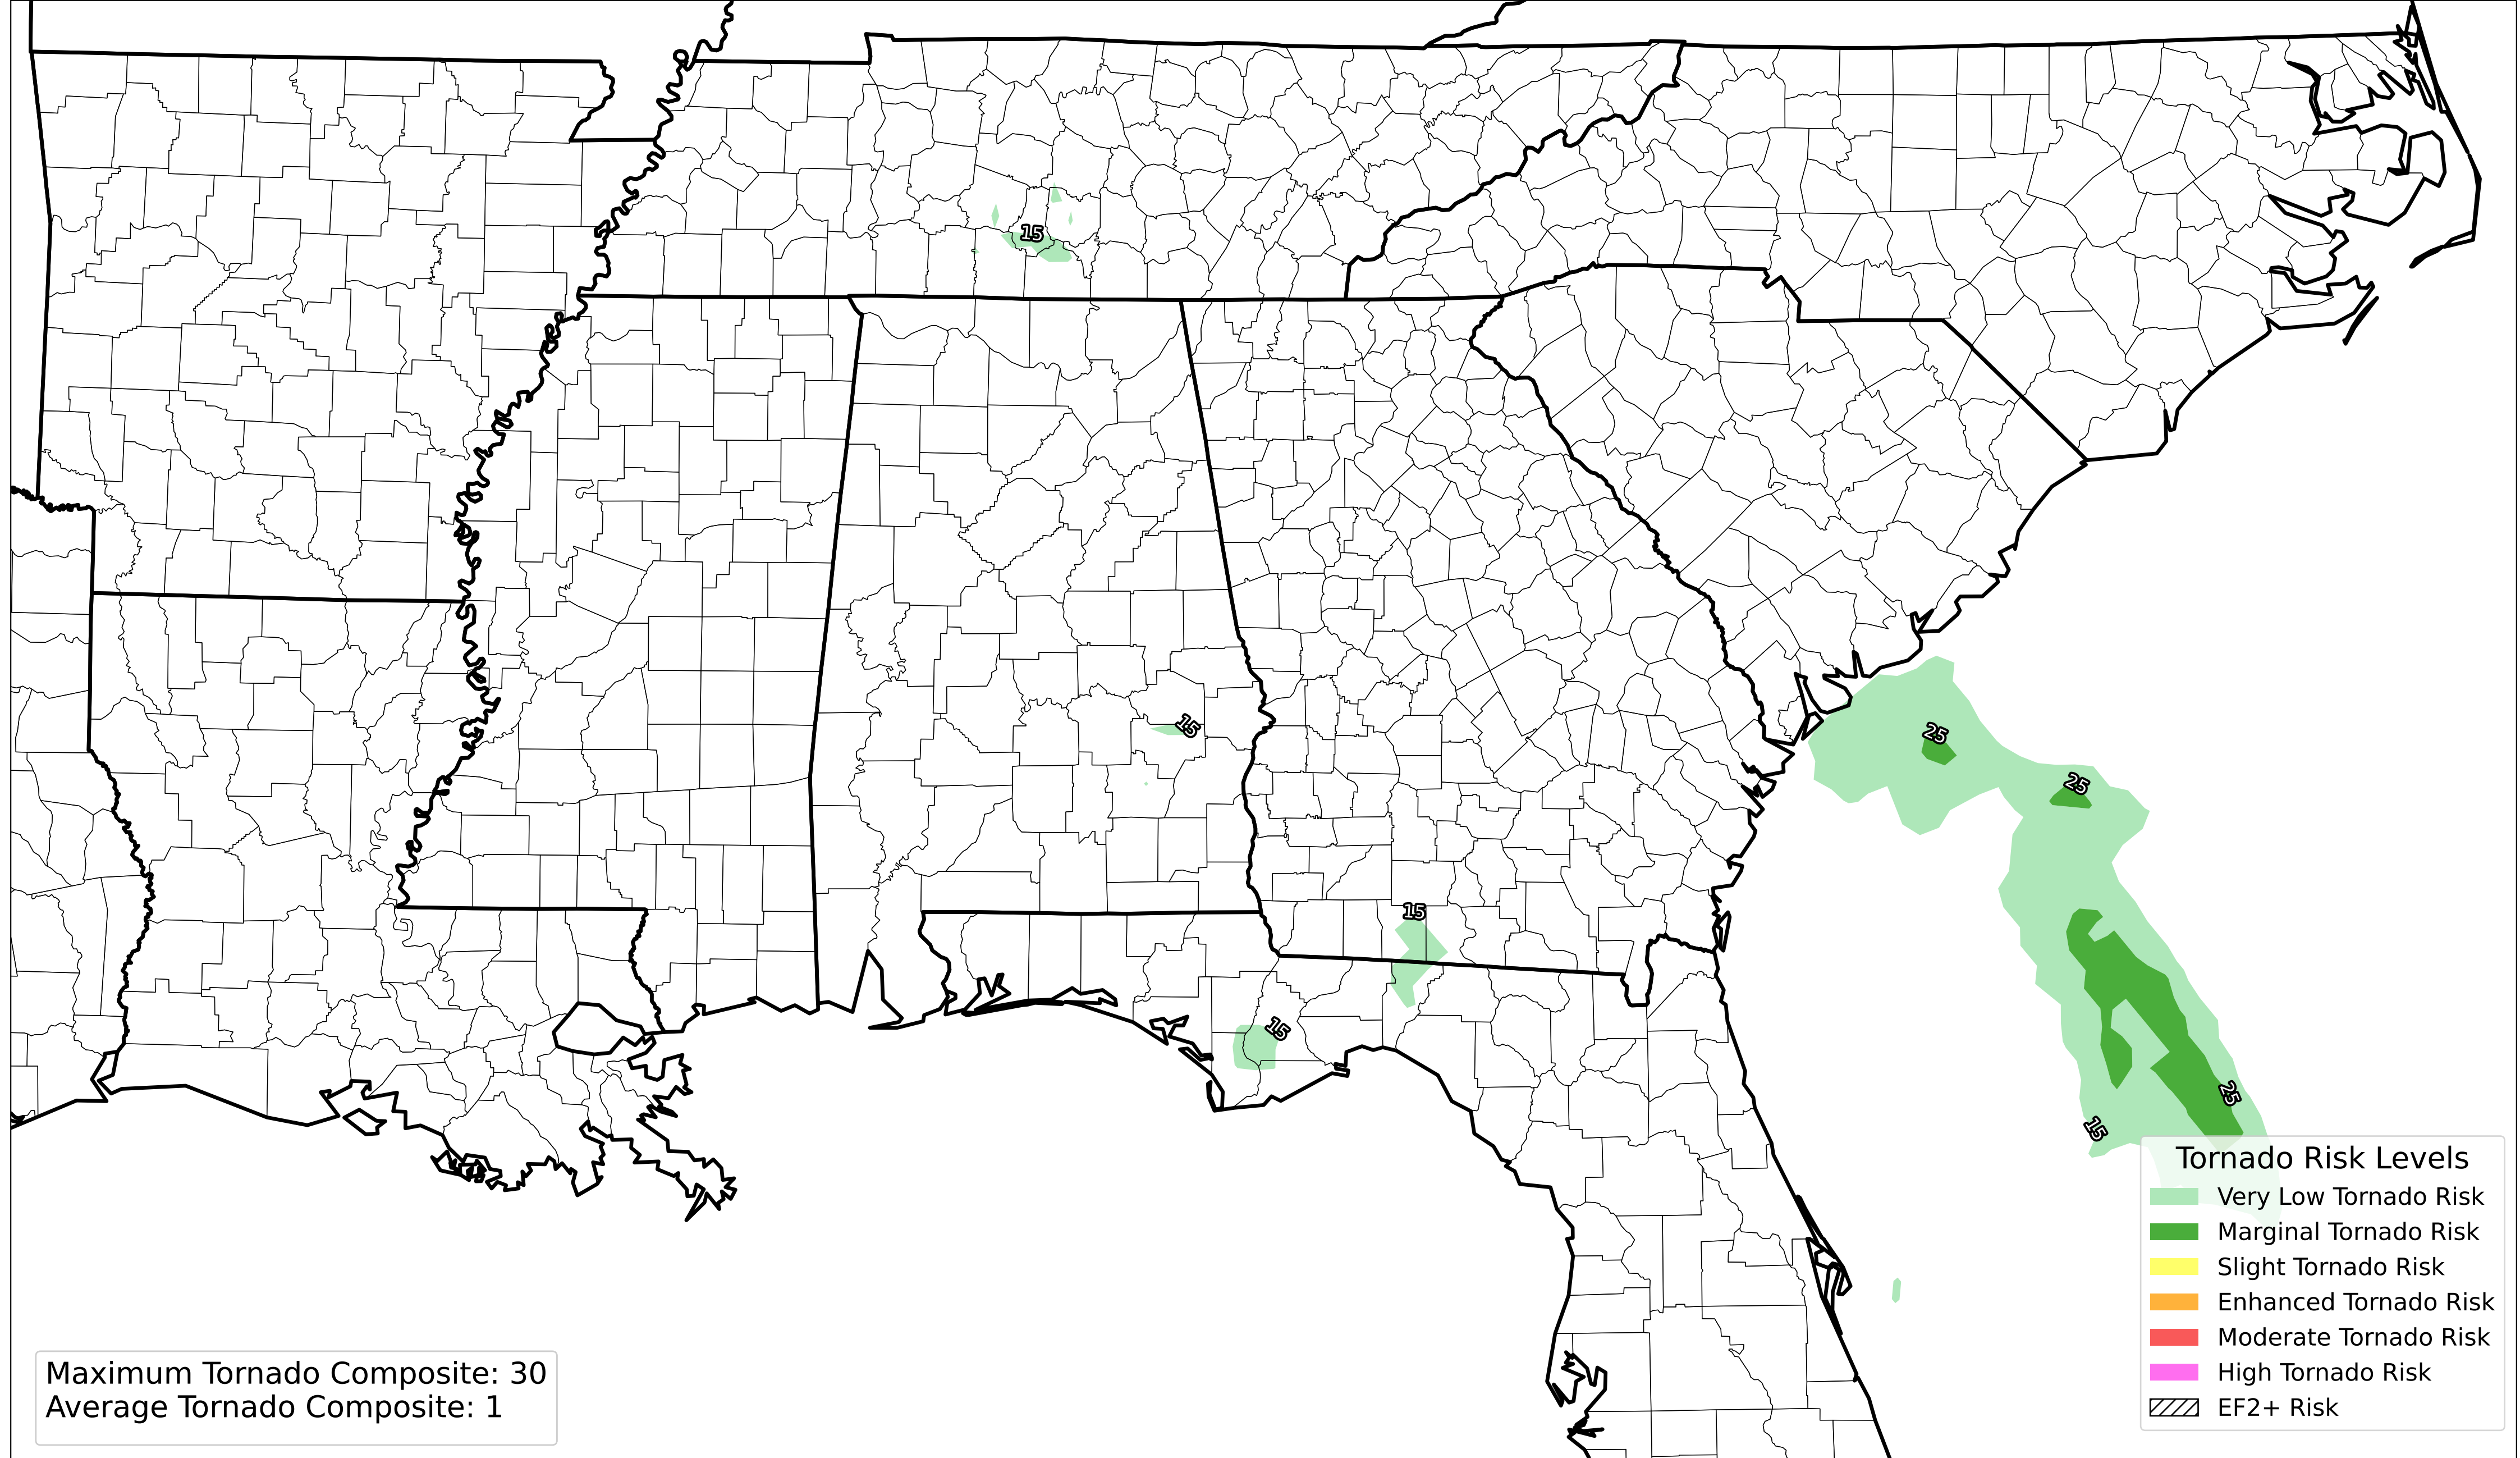 15
15
25
25
15
15
25
15
Tornado Risk Levels
Very Low Tornado Risk
Marginal Tornado Risk
Slight Tornado Risk
Enhanced Tornado Risk
Moderate Tornado Risk
High Tornado Risk
EF2+ Risk
Maximum Tornado Composite: 30
Average Tornado Composite: 1